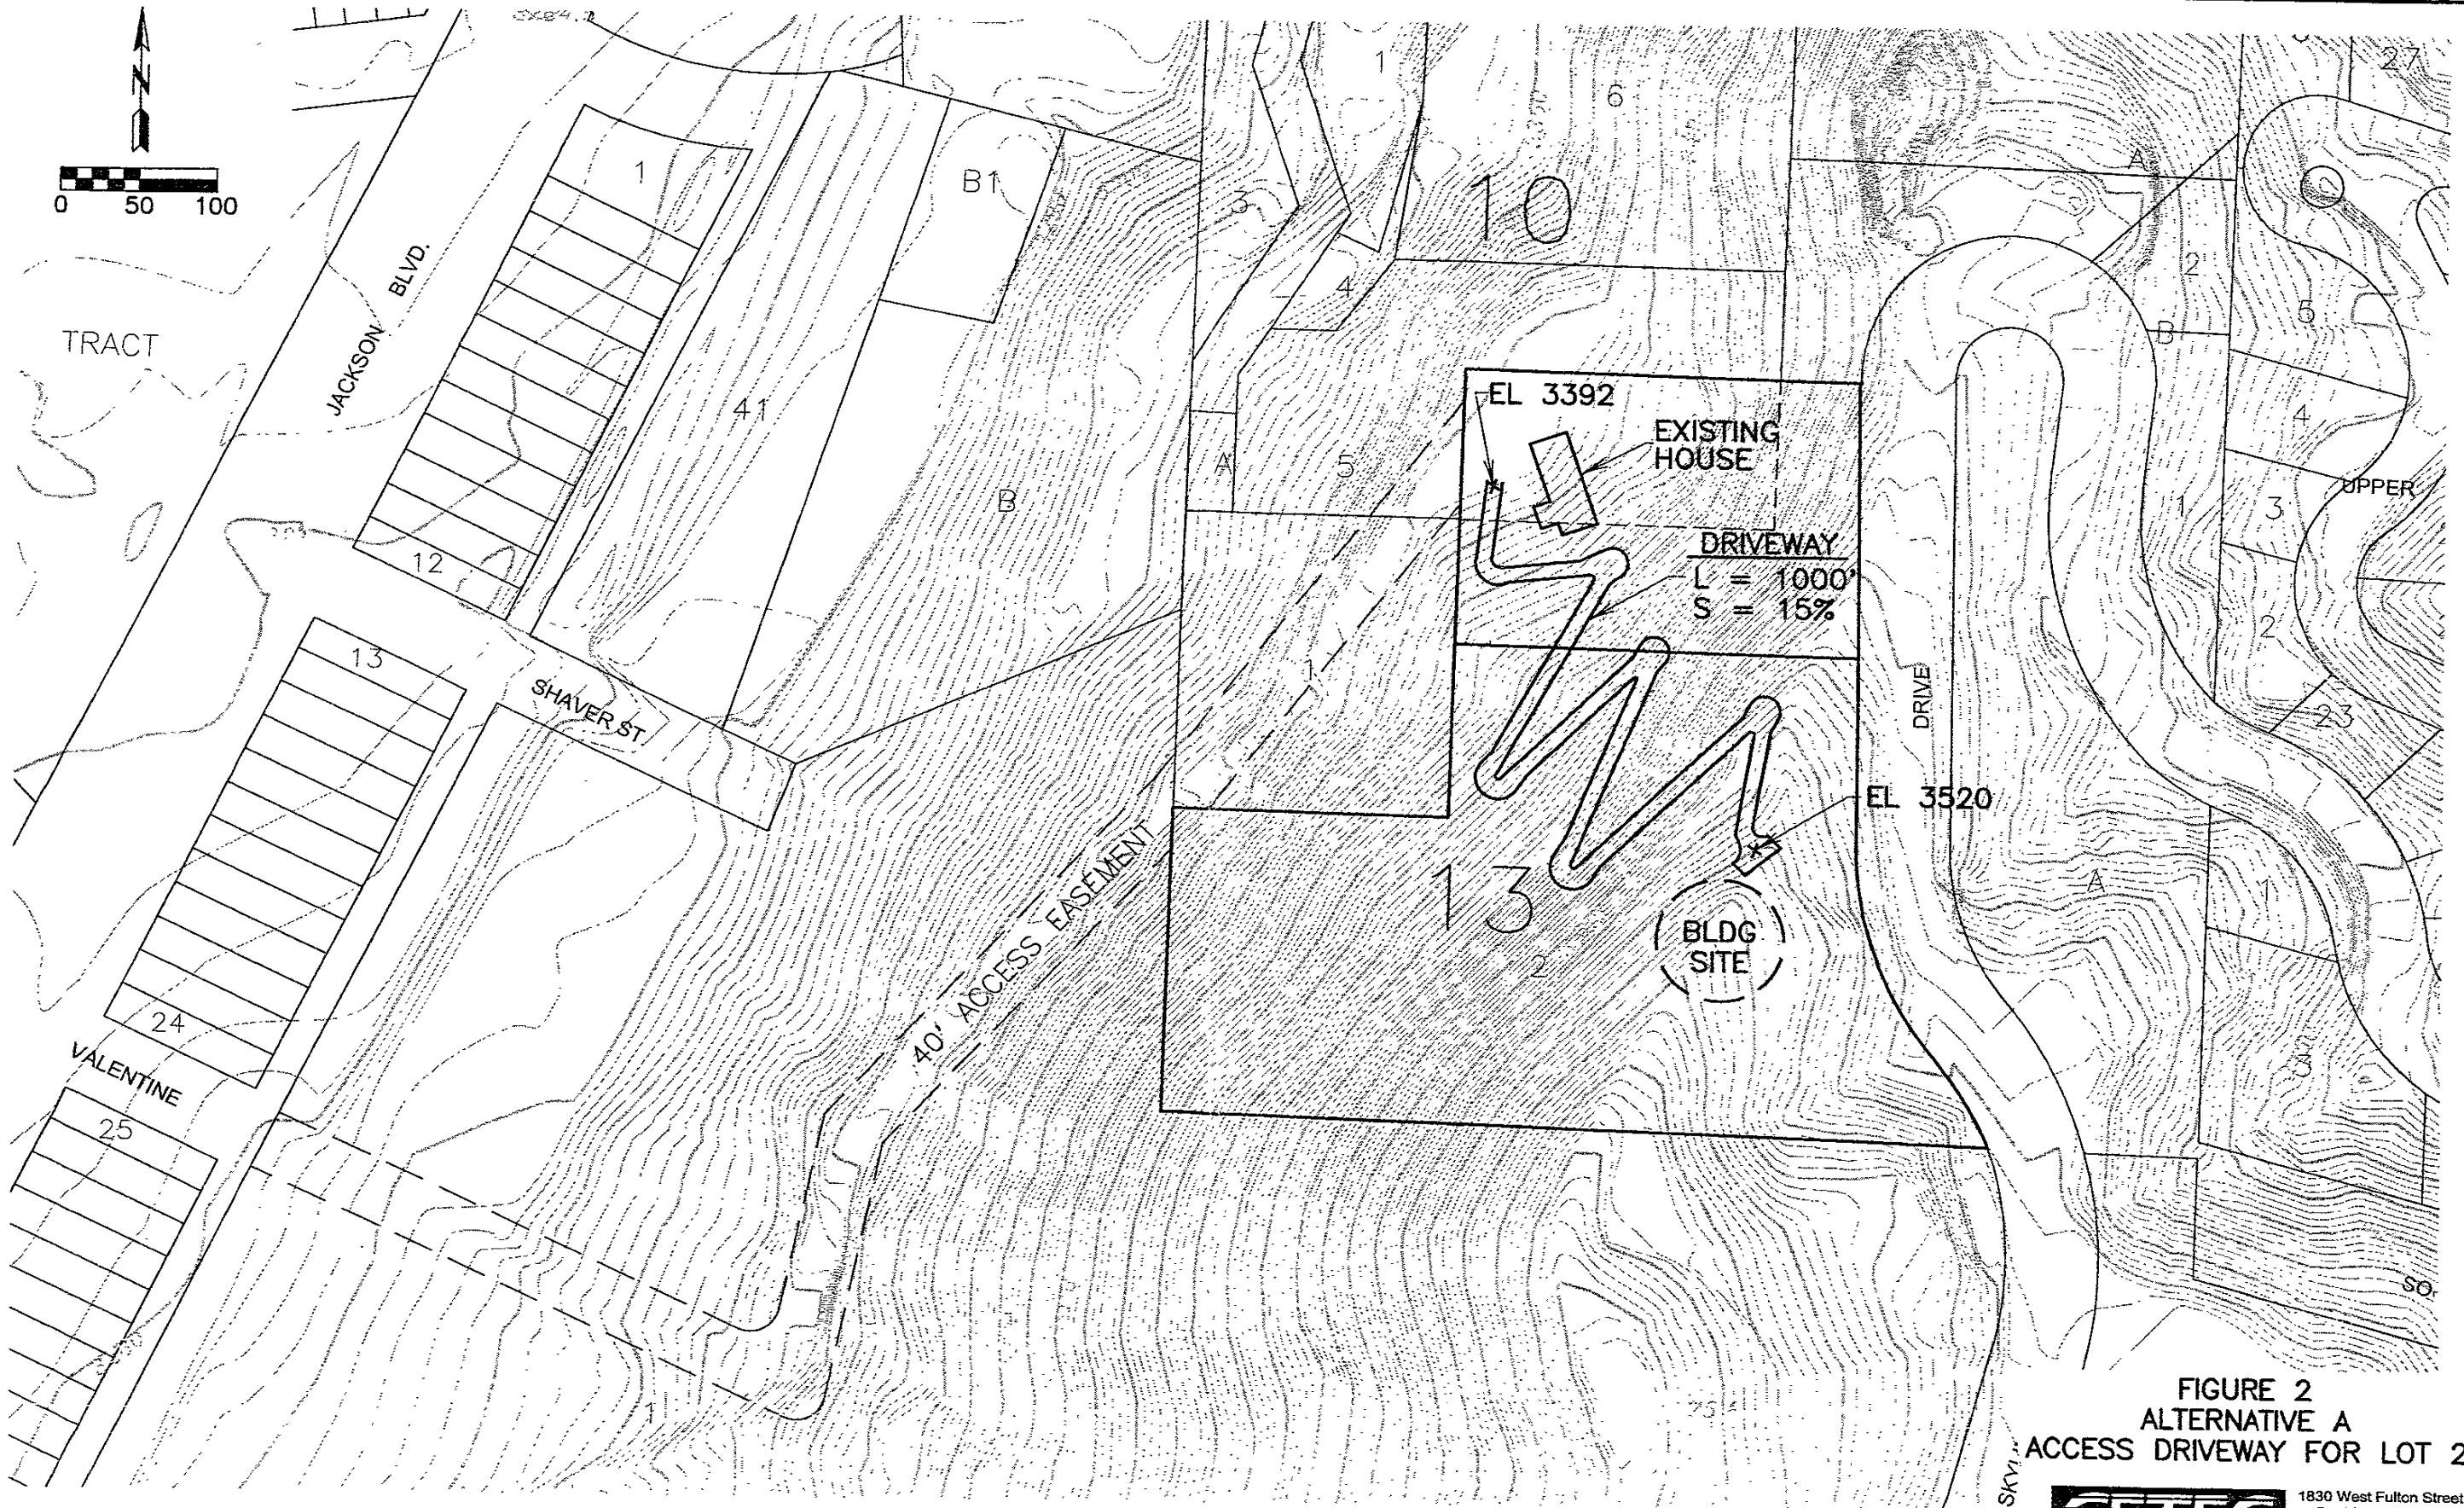 N
0 50 100
TRACT
JACKSON BLVD.
1
12
13
24
VALENTINE
25
SHAVER ST
41
B1
B
3
1
4
A
5
1
6
10
EL 3392
EXISTING
HOUSE
DRIVEWAY
L = 1000'
S = 15%
EL 3520
13
2
BLDG
SITE
40' ACCESS EASEMENT
DRIVE
A
2
B
1
27
5
4
UPPER
3
2
23
A
1
3
SO.
1
FIGURE 2
ALTERNATIVE A
ACCESS DRIVEWAY FOR LOT 2
1830 West Fulton Street